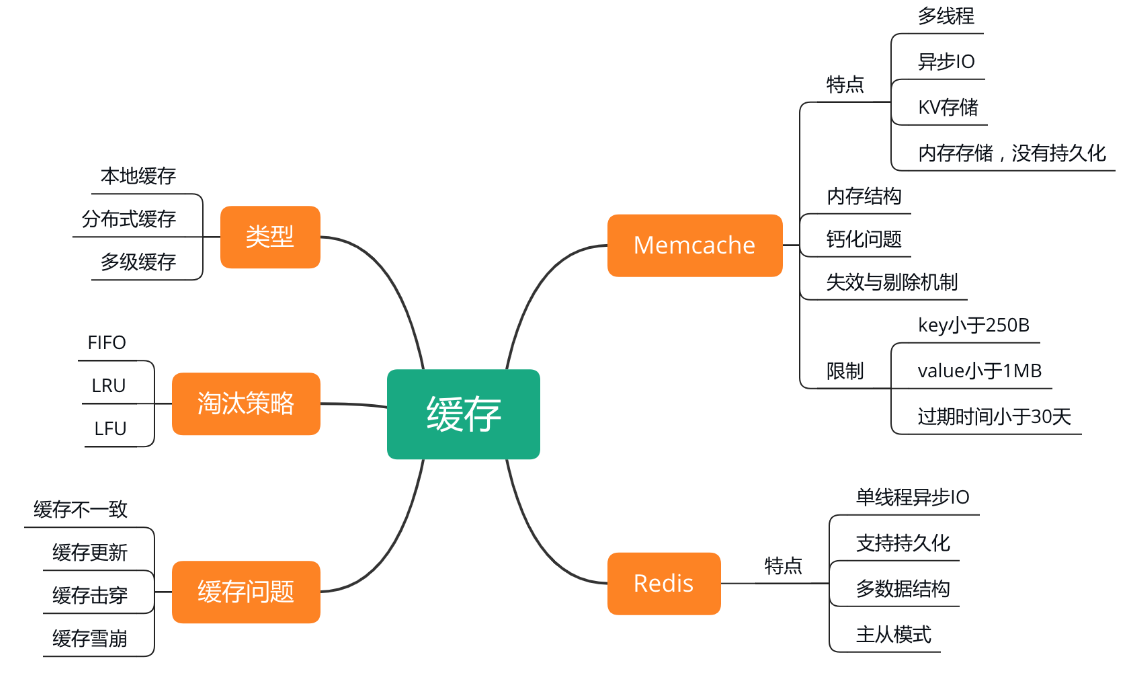 缓存
类型
本地缓存
分布式缓存
多级缓存
淘汰策略
FIFO
LRU
LFU
缓存问题
缓存不一致
缓存更新
缓存击穿
缓存雪崩
Memcache
特点
多线程
异步IO
KV存储
内存存储，没有持久化
内存结构
钙化问题
失效与剔除机制
限制
key小于250B
value小于1MB
过期时间小于30天
Redis
特点
单线程异步IO
支持持久化
多数据结构
主从模式